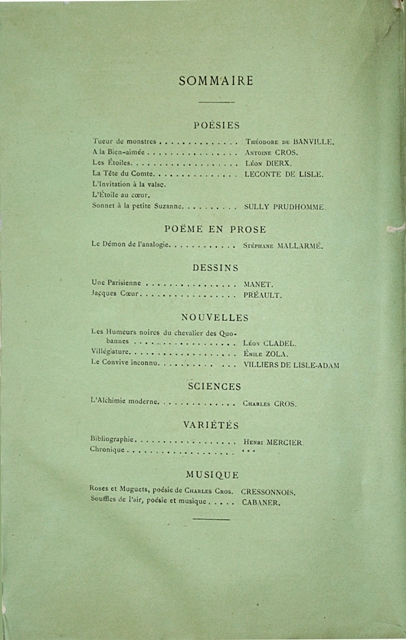 SOMMAIRE
POÉSIES
Tueur de monstres . . . . . . . . . . . . . . THÉODORE DE BANVILLE.
A la Bien-aimée . . . . . . . . . . . . . . . ANTOINE CROS.
Les Étoiles. . . . . . . . . . . . . . . . . . LÉON DIERX.
La Tête du Comte. . . . . . . . . . . . . . LECONTE DE LISLE.
L'Invitation à la valse.
L'Étoile au cœur.
Sonnet à la petite Suzanne. . . . . . . . . . SULLY PRUDHOMME
POÉME EN PROSE
Le Démon de l'analogie. . . . . . . . . . . . STÉPHANE MALLARMÉ.
DESSINS
Une Parisienne . . . . . . . . . . . . . . . . MANET.
Jacques Cœur. . . . . . . . . . . . . . . . . PRÉAULT.
NOUVELLES
Les Humeurs noires du chevalier des Quo-
bannes . . . . . . . . . . . . . . . . . . LÉON CLADEL.
Villégiature. . . . . . . . . . . . . . . . . . ÉMILE ZOLA.
Le Convive inconnu. . . . . . . . . . . . . VILLIERS DE LISLE-ADAM
SCIENCES
L'Alchimie moderne. . . . . . . . . . . . . . CHARLES CROS.
VARIÉTÉS
Bibliographie. . . . . . . . . . . . . . . . . . HENRI MERCIER
Chronique . . . . . . . . . . . . . . . . . . . ***
MUSIQUE
Roses et Muguets, poésie de CHARLES CROS. CRESSONNOIS.
Souffles de l'air, poésie et musique . . . . . CABANER.